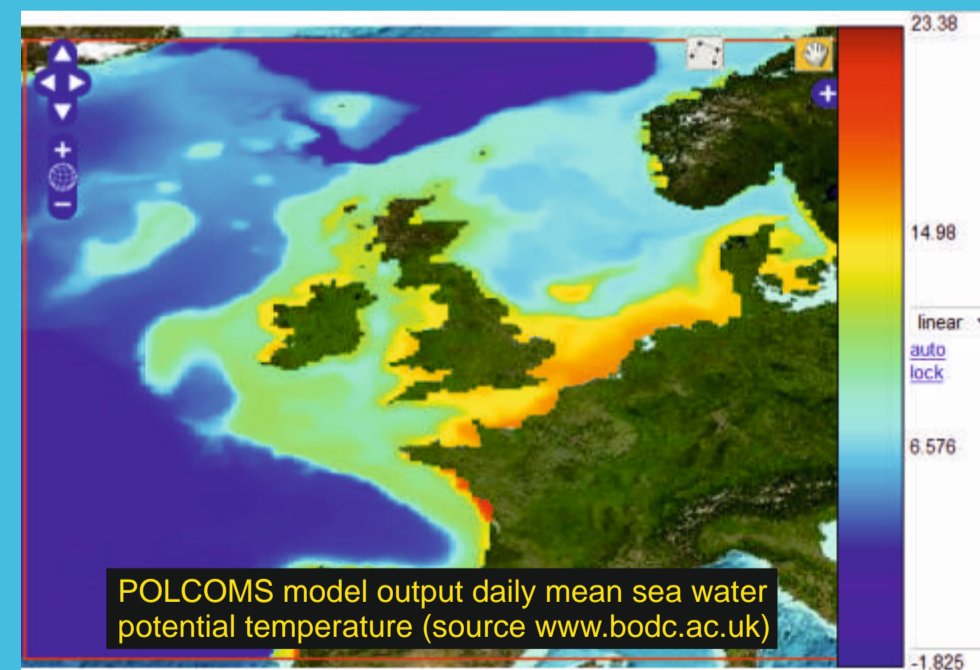 23.38
14.98
linear
auto
lock
6.576
POLCOMS model output daily mean sea water
potential temperature (source www.bodc.ac.uk)
-1.825